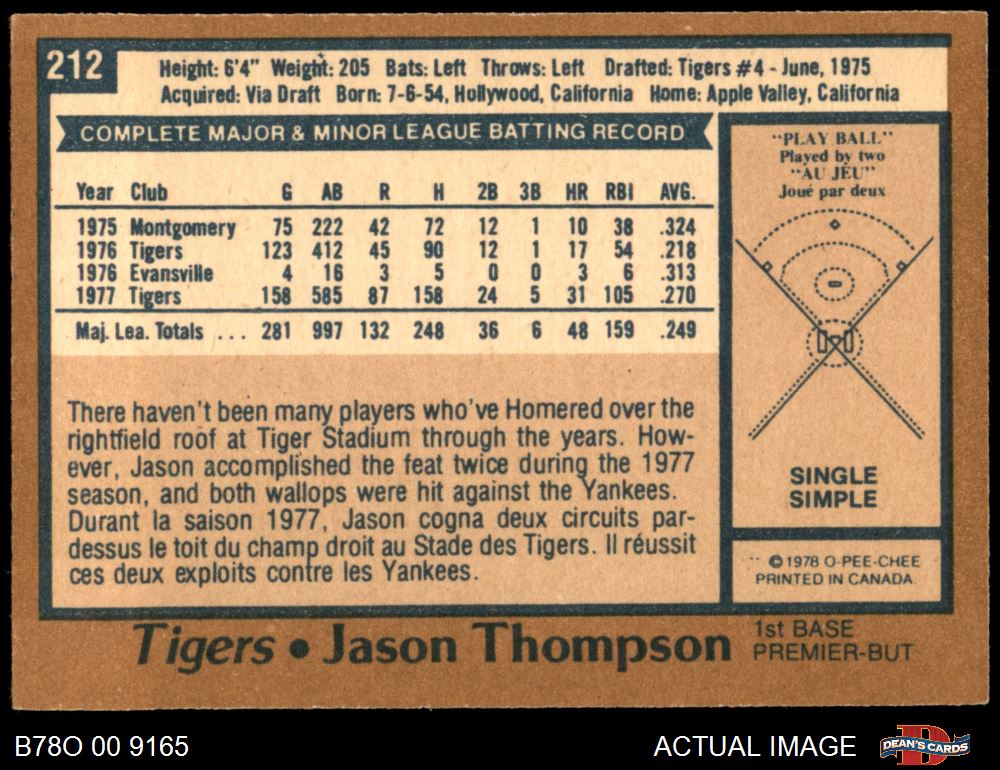 212
Height: 6'4" Weight: 205 Bats: Left Throws: Left Drafted: Tigers #4 - June, 1975
Acquired: Via Draft Born: 7-6-54, Hollywood, California Home: Apple Valley, California
COMPLETE MAJOR & MINOR LEAGUE BATTING RECORD
Year Club G AB R H 2B 3B HR RBI AVG.
1975 Montgomery 75 222 42 72 12 1 10 38 .324
1976 Tigers 123 412 45 90 12 1 17 54 .218
1976 Evansville 4 16 3 5 0 0 3 6 .313
1977 Tigers 158 585 87 158 24 5 31 105 .270
Maj. Lea. Totals ... 281 997 132 248 36 6 48 159 .249
There haven't been many players who've Homered over the
rightfield roof at Tiger Stadium through the years. How-
ever, Jason accomplished the feat twice during the 1977
season, and both wallops were hit against the Yankees.
Durant la saison 1977, Jason cogna deux circuits par-
dessus le toit du champ droit au Stade des Tigers. Il réussit
ces deux exploits contre les Yankees.
"PLAY BALL"
Played by two
"AU JEU"
Joué par deux
SINGLE
SIMPLE
©1978 O-PEE-CHEE
PRINTED IN CANADA.
Tigers • Jason Thompson
1st BASE
PREMIER-BUT
B78O 00 9165
ACTUAL IMAGE
D
DEAN'S CARDS